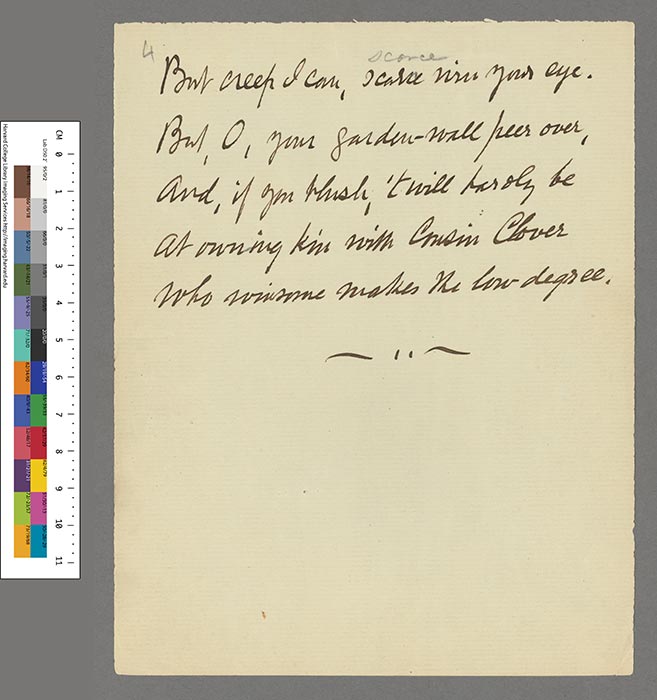 4
scarce
But creep I can, scarce win your eye.
But, O, your garden-wall peer over,
And, if you blush, 't will hardly be
At owning kin with Cousin Clover
Who winsome makes the low degree.
Harvard College Library Imaging Services http://imaging.harvard.edu
CM 0 1 2 3 4 5 6 7 8 9 10 11